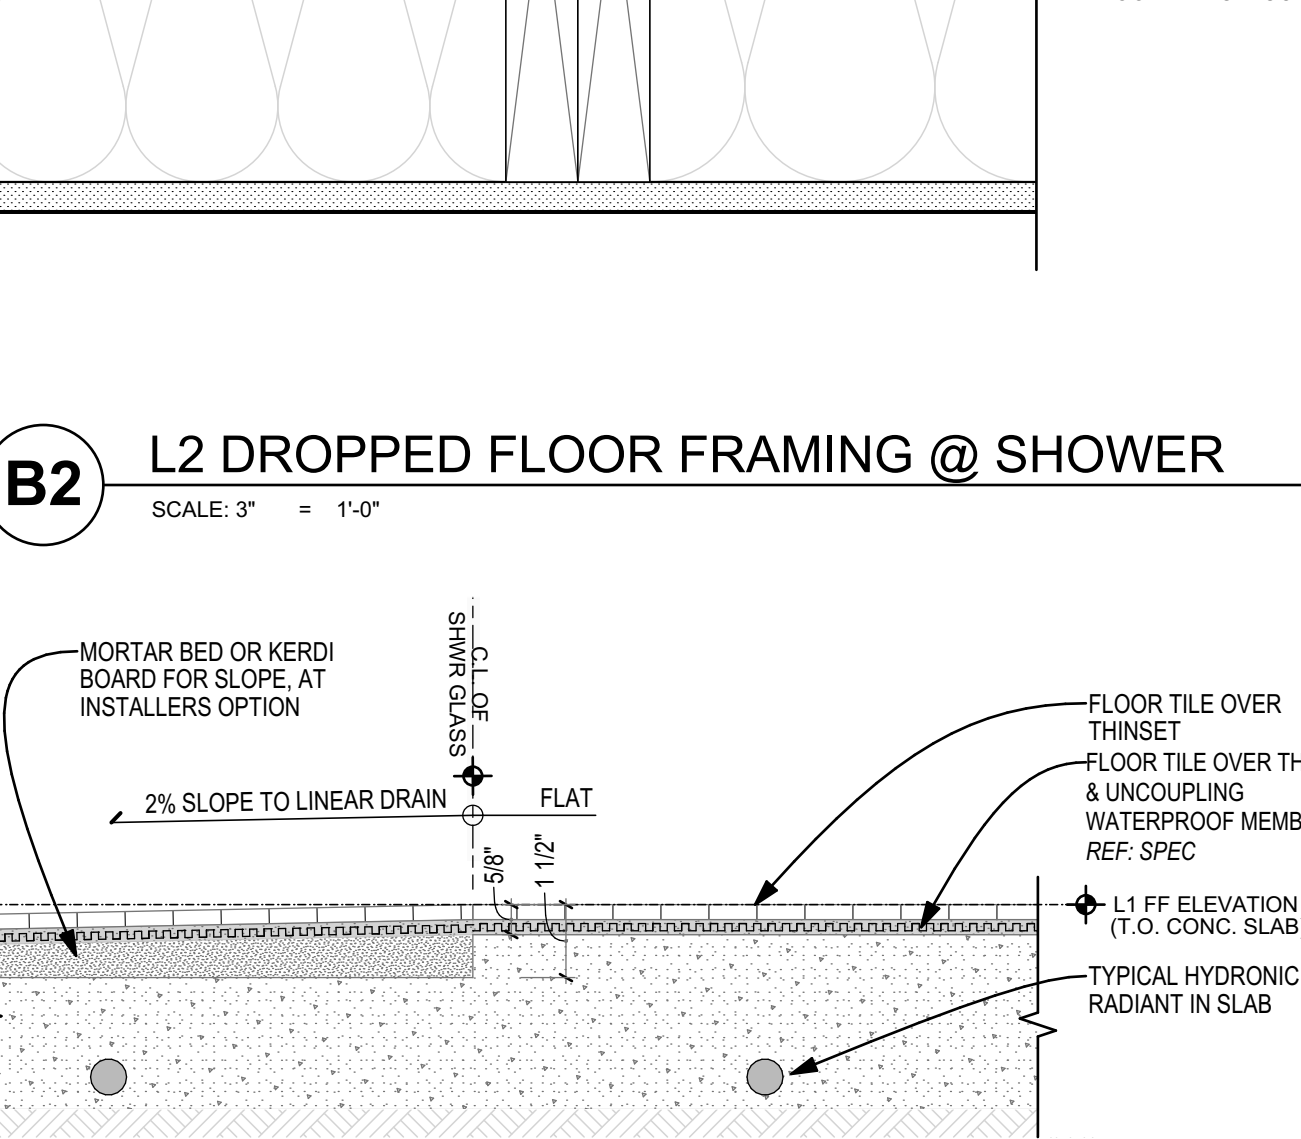 B2
L2 DROPPED FLOOR FRAMING @ SHOWER
SCALE: 3" = 1'-0"
MORTAR BED OR KERDI
BOARD FOR SLOPE, AT
INSTALLERS OPTION
C.L. OF
SHWR GLASS
2% SLOPE TO LINEAR DRAIN
FLAT
5/8"
1 1/2"
FLOOR TILE OVER
THINSET
FLOOR TILE OVER
& UNCOUPLING
WATERPROOF
REF: SPEC
L1 FF ELEVATION
(T.O. CONC. SLAB
TYPICAL HYDRONIC
RADIANT IN SLAB